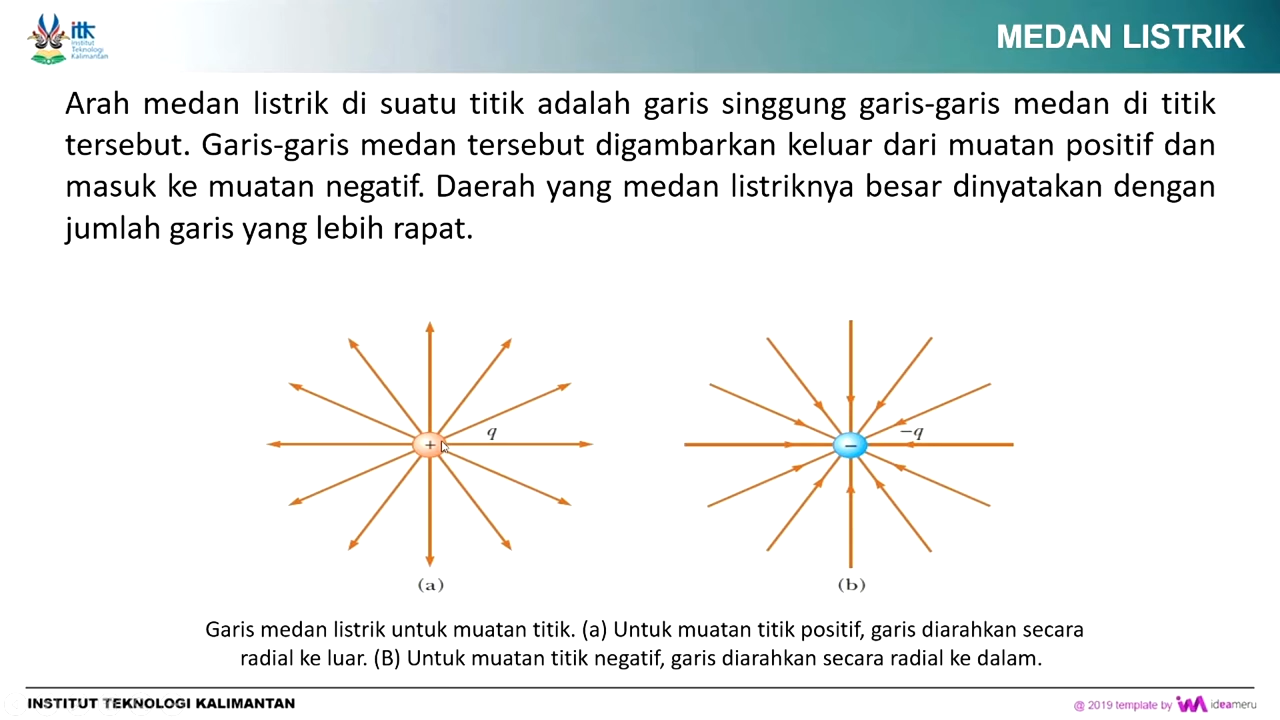 itk
Institut
Teknologi
Kalimantan
MEDAN LISTRIK
Arah medan listrik di suatu titik adalah garis singgung garis-garis medan di titik
tersebut. Garis-garis medan tersebut digambarkan keluar dari muatan positif dan
masuk ke muatan negatif. Daerah yang medan listriknya besar dinyatakan dengan
jumlah garis yang lebih rapat.
+
q
−
−q
(a)
(b)
Garis medan listrik untuk muatan titik. (a) Untuk muatan titik positif, garis diarahkan secara
radial ke luar. (B) Untuk muatan titik negatif, garis diarahkan secara radial ke dalam.
INSTITUT TEKNOLOGI KALIMANTAN
@ 2019 template by
ideameru